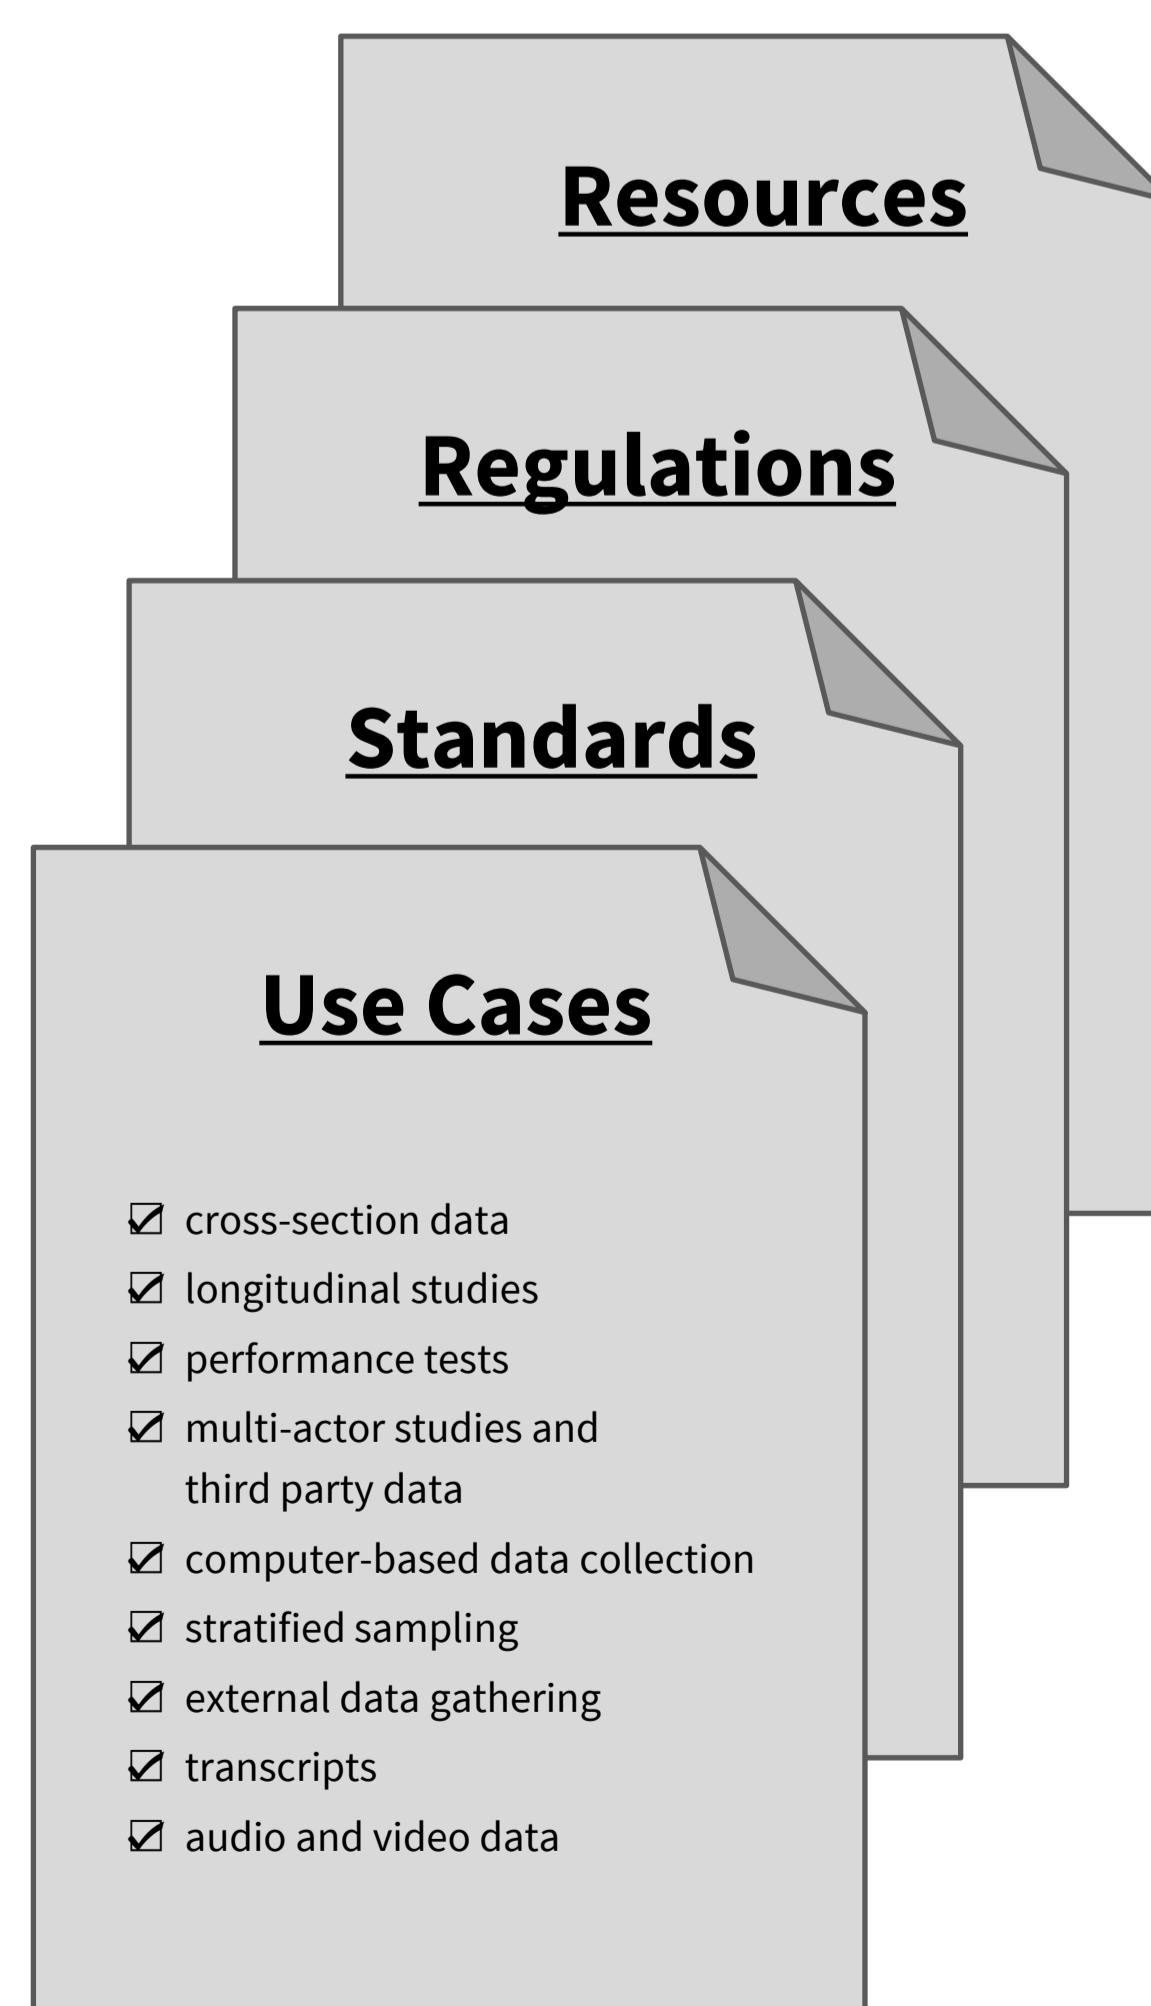 Resources
Regulations
Standards
Use Cases
☑ cross-section data
☑ longitudinal studies
☑ performance tests
☑ multi-actor studies and
third party data
☑ computer-based data collection
☑ stratified sampling
☑ external data gathering
☑ transcripts
☑ audio and video data